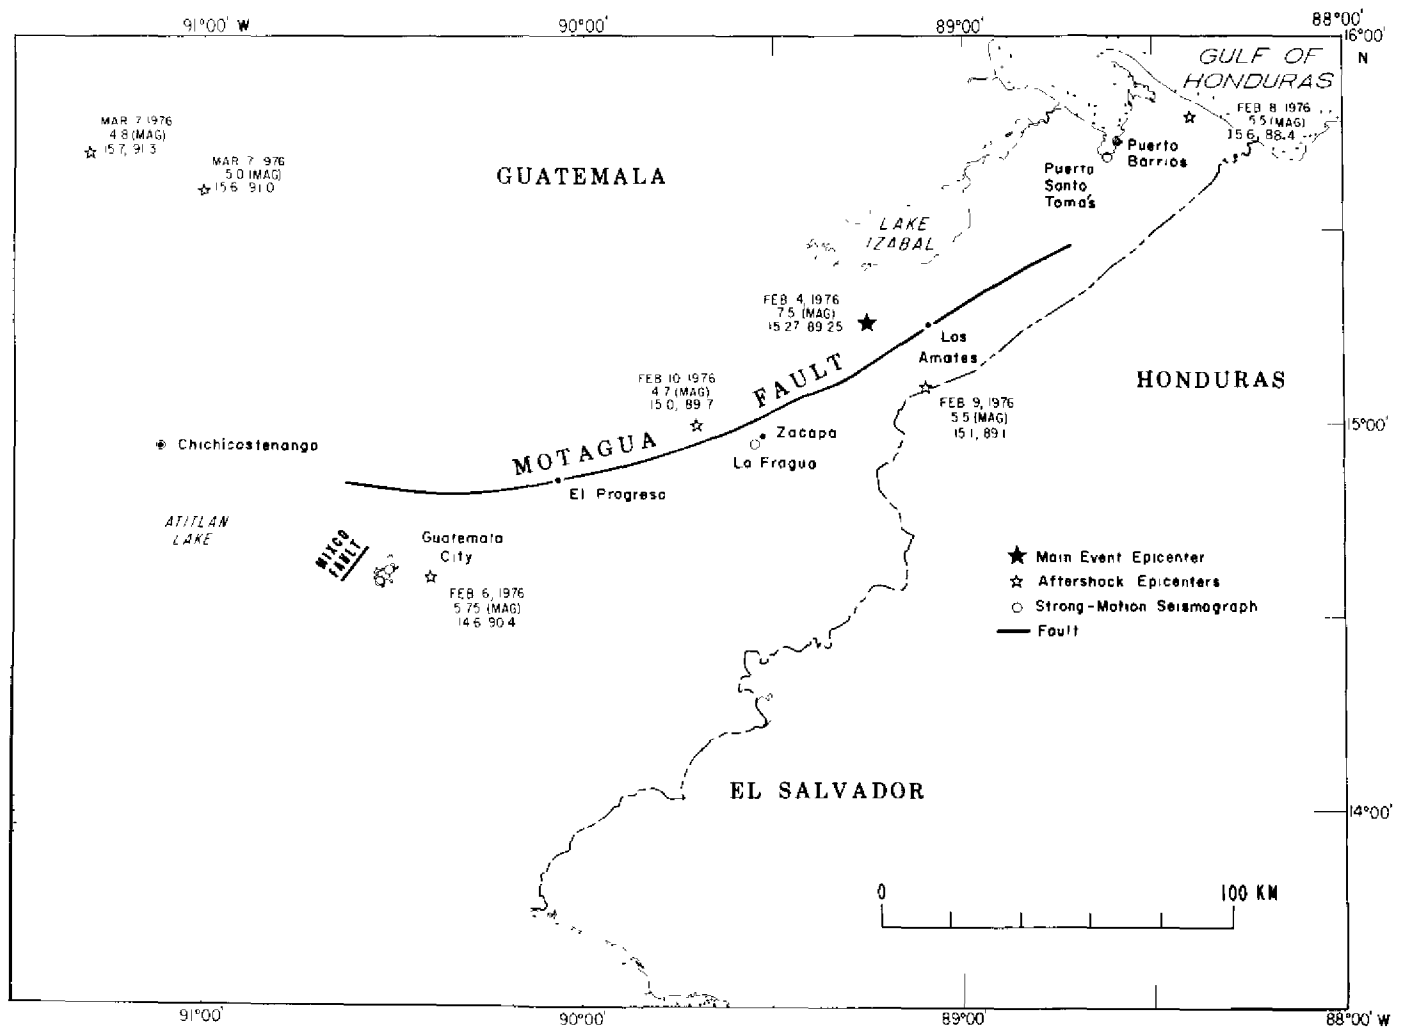 91°00' W
90°00'
89°00'
88°00'
16°00'
N
GULF OF
HONDURAS
FEB 8, 1976
5.5 (MAG)
15.6, 88.4
MAR 7 1976
4.8 (MAG)
15.7, 91.3
MAR 7 976
5.0 (MAG)
15.6 91.0
GUATEMALA
Puerto
Barrios
Puerto
Santo
Toma's
LAKE
IZABAL
FEB 4, 1976
7.5 (MAG)
15.27 89.25
Los
Amates
HONDURAS
FEB 10 1976
4.7 (MAG)
15.0, 89.7
MOTAGUA FAULT
FEB 9, 1976
5.5 (MAG)
15.1, 89.1
15°00'
Chichicastenango
Zacapa
La Fragua
El Progreso
ATITLAN
LAKE
MIXCO
FAULT
Guatemala
City
FEB 6, 1976
5.75 (MAG)
14.6 90.4
Main Event Epicenter
Aftershock Epicenters
Strong-Motion Seismograph
Fault
EL SALVADOR
14°00'
0 100 KM
91°00'
90°00'
89°00'
88°00' W